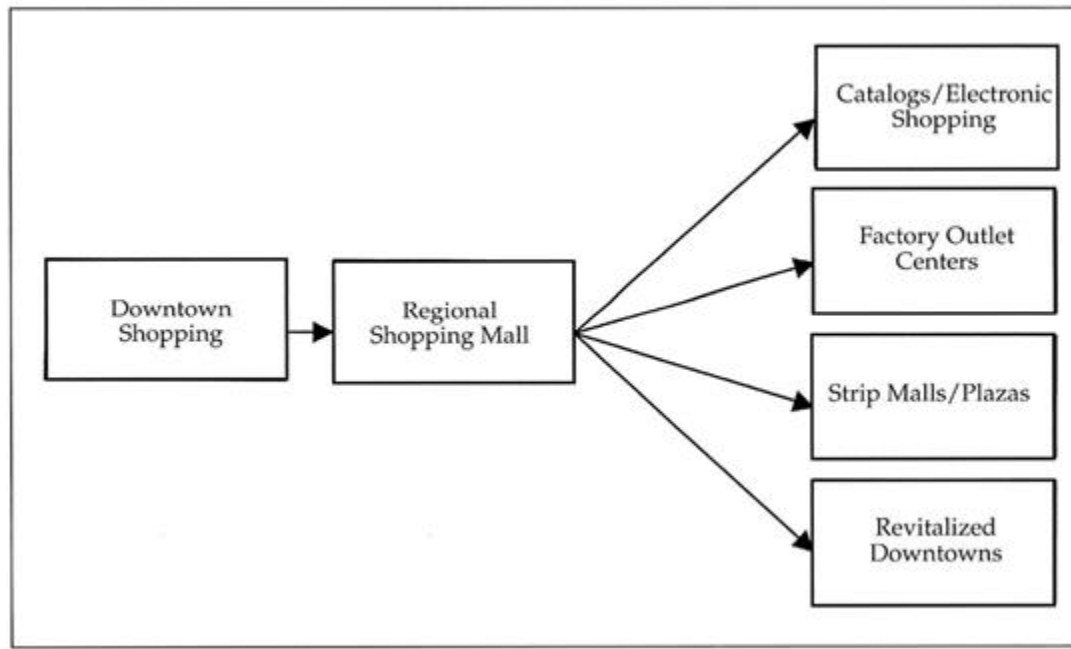 Downtown
Shopping
Regional
Shopping Mall
Catalogs/Electronic
Shopping
Factory Outlet
Centers
Strip Malls/Plazas
Revitalized
Downtowns